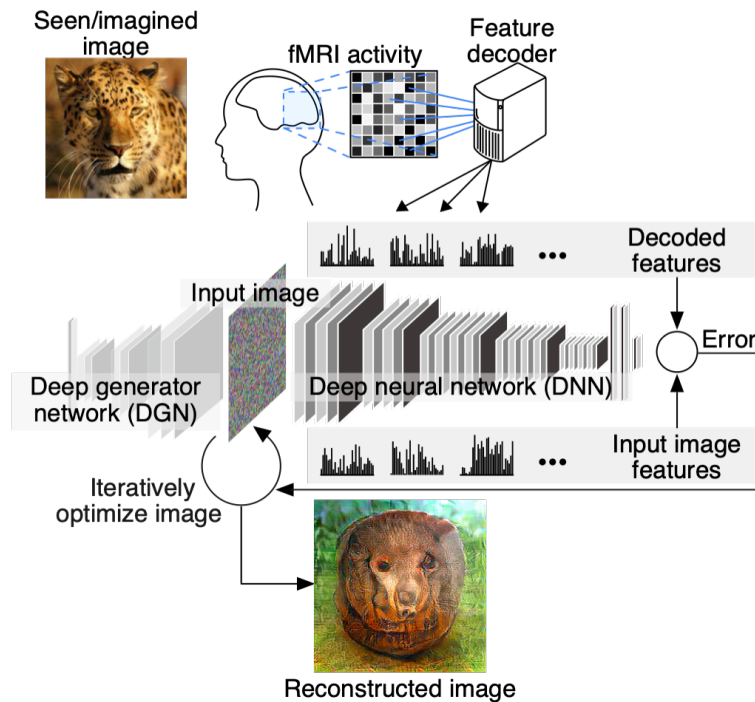 Seen/imagined
image
fMRI activity
Feature
decoder
Decoded
features
Input image
Error
Deep generator
network (DGN)
Deep neural network (DNN)
Input image
features
Iteratively
optimize image
Reconstructed image